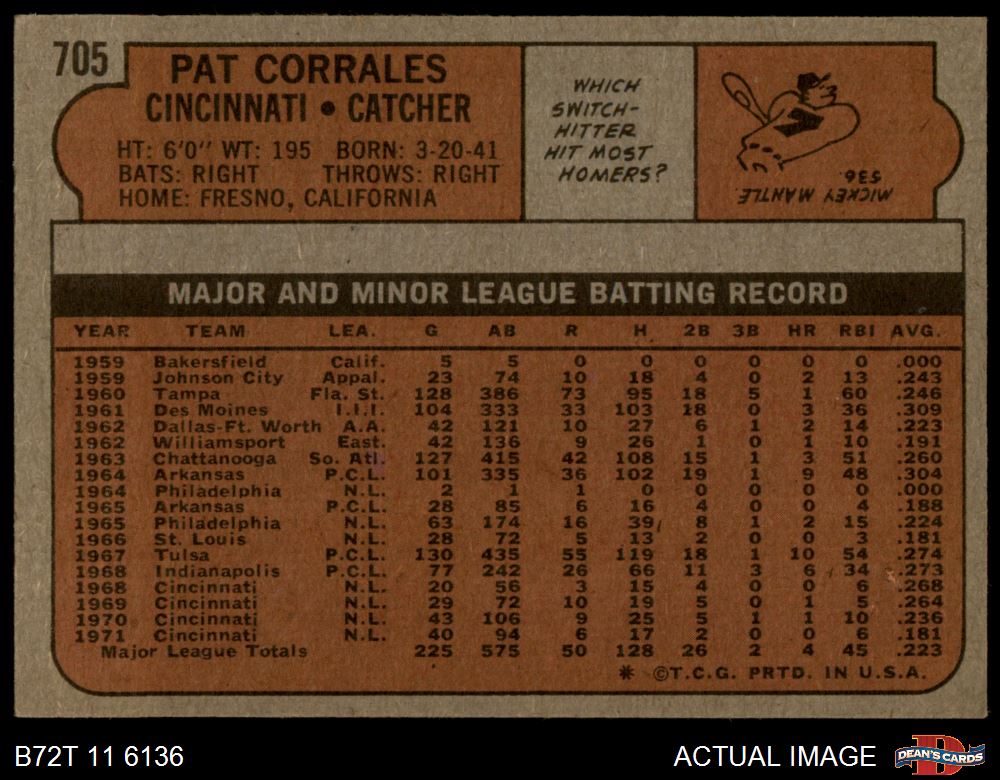 705
PAT CORRALES
CINCINNATI • CATCHER
HT: 6'0" WT: 195 BORN: 3-20-41
BATS: RIGHT THROWS: RIGHT
HOME: FRESNO, CALIFORNIA
WHICH
SWITCH-
HITTER
HIT MOST
HOMERS?
MICKEY MANTLE.
536.
MAJOR AND MINOR LEAGUE BATTING RECORD
YEAR TEAM LEA. G AB R H 2B 3B HR RBI AVG.
1959 Bakersfield Calif. 5 5 0 0 0 0 0 0 .000
1959 Johnson City Appal. 23 74 10 18 4 0 2 13 .243
1960 Tampa Fla. St. 128 386 73 95 18 5 1 60 .246
1961 Des Moines I.I.I. 104 333 33 103 18 0 3 36 .309
1962 Dallas-Ft. Worth A.A. 42 121 10 27 6 1 2 14 .223
1962 Williamsport East. 42 136 9 26 1 0 1 10 .191
1963 Chattanooga So. Atl. 127 415 42 108 15 1 3 51 .260
1964 Arkansas P.C.L. 101 335 36 102 19 1 9 48 .304
1964 Philadelphia N.L. 2 1 1 0 0 0 0 0 .000
1965 Arkansas P.C.L. 28 85 6 16 4 0 0 4 .188
1965 Philadelphia N.L. 63 174 16 39 8 1 2 15 .224
1966 St. Louis N.L. 28 72 5 13 2 0 0 3 .181
1967 Tulsa P.C.L. 130 435 55 119 18 1 10 54 .274
1968 Indianapolis P.C.L. 77 242 26 66 11 3 6 34 .273
1968 Cincinnati N.L. 20 56 3 15 4 0 0 6 .268
1969 Cincinnati N.L. 29 72 10 19 5 0 1 5 .264
1970 Cincinnati N.L. 43 106 9 25 5 1 1 10 .236
1971 Cincinnati N.L. 40 94 6 17 2 0 0 6 .181
Major League Totals 225 575 50 128 26 2 4 45 .223
* ©T.C.G. PRTD. IN U.S.A.
B72T 11 6136
ACTUAL IMAGE
D
DEAN'S CARDS